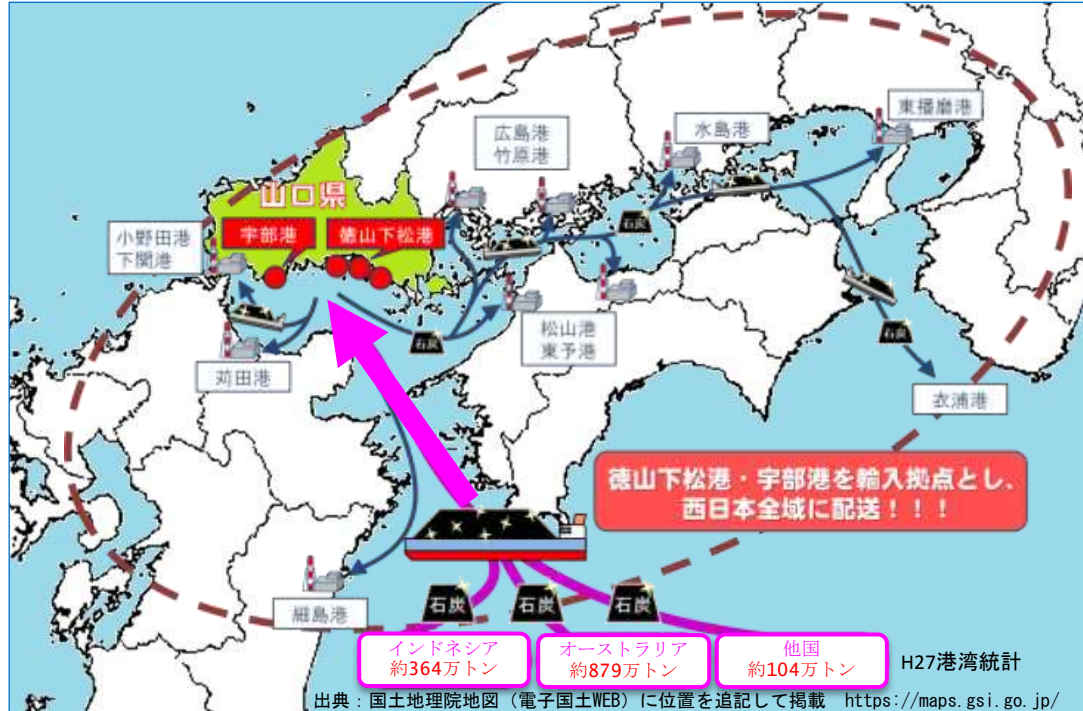 東播磨港
水島港
広島港
竹原港
山口県
宇部港
徳山下松港
小野田港
下関港
石炭
石炭
松山港
東予港
石炭
苅田港
衣浦港
徳山下松港・宇部港を輸入拠点とし、
西日本全域に配送！！！
細島港
石炭
石炭
石炭
インドネシア
約364万トン
オーストラリア
約879万トン
他国
約104万トン
H27港湾統計
出典：国土地理院地図（電子国土WEB）に位置を追記して掲載　https://maps.gsi.go.jp/